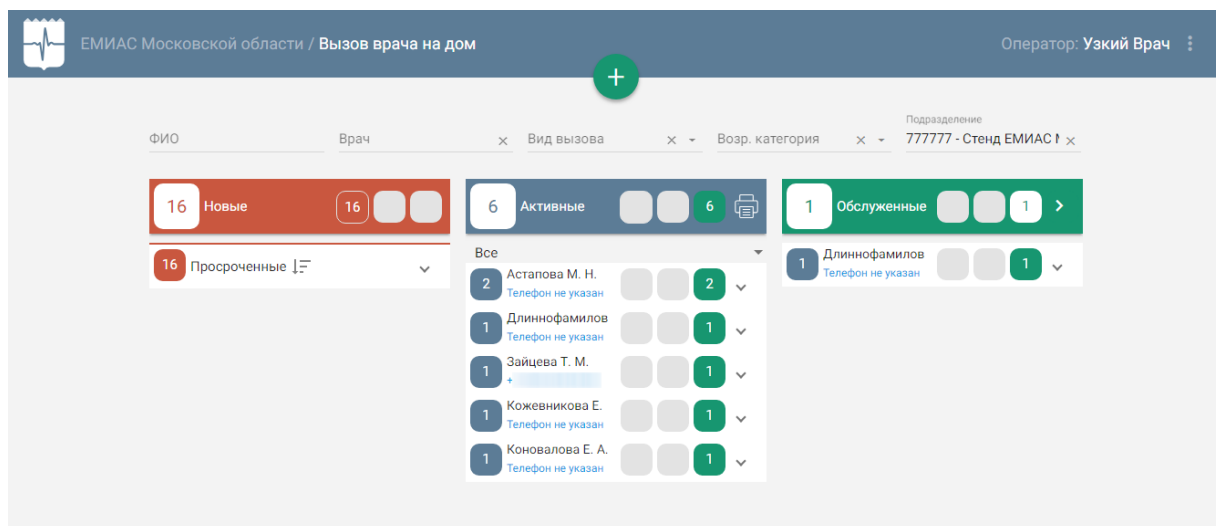 ЕМИАС Московской области / Вызов врача на дом
Оператор: Узкий Врач
+
ФИО
Врач
Вид вызова
Возр. категория
Подразделение
777777 - Стенд ЕМИАС
16 Новые 16
16 Просроченные
6 Активные 6
Все
2 Астапова М. Н. 2
Телефон не указан
1 Длиннофамилов 1
Телефон не указан
1 Зайцева Т. М. 1
+
1 Кожевникова Е. 1
Телефон не указан
1 Коновалова Е. А. 1
Телефон не указан
1 Обслуженные 1
1 Длиннофамилов 1
Телефон не указан